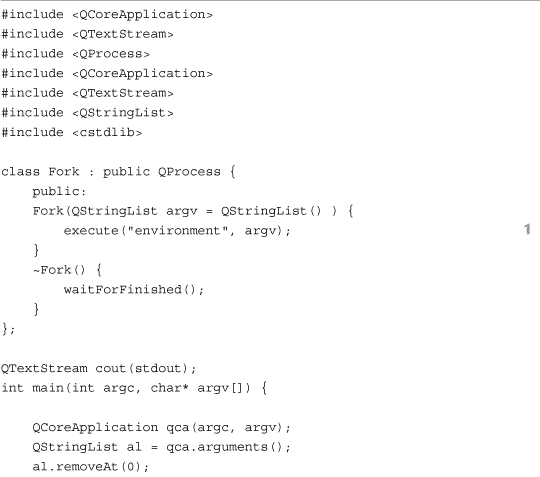 #include <QCoreApplication>
#include <QTextStream>
#include <QProcess>
#include <QCoreApplication>
#include <QTextStream>
#include <QStringList>
#include <cstdlib>
class Fork : public QProcess {
public:
Fork(QStringList argv = QStringList() ) {
execute("environment", argv); 1
}
~Fork() {
waitForFinished();
}
};
QTextStream cout(stdout);
int main(int argc, char* argv[]) {
QCoreApplication qca(argc, argv);
QStringList al = qca.arguments();
al.removeAt(0);